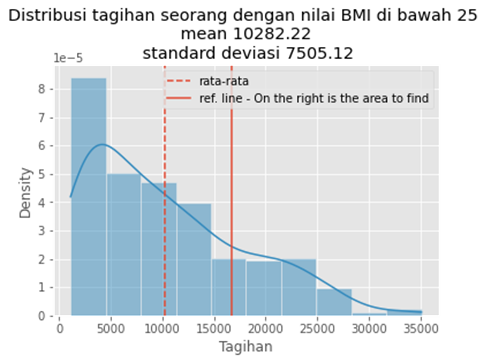 Distribusi tagihan seorang dengan nilai BMI di bawah 25
mean 10282.22
standard deviasi 7505.12
1e−5
rata-rata
ref. line - On the right is the area to find
8
7
6
5
4
3
2
1
0
Density
0 5000 10000 15000 20000 25000 30000 35000
Tagihan